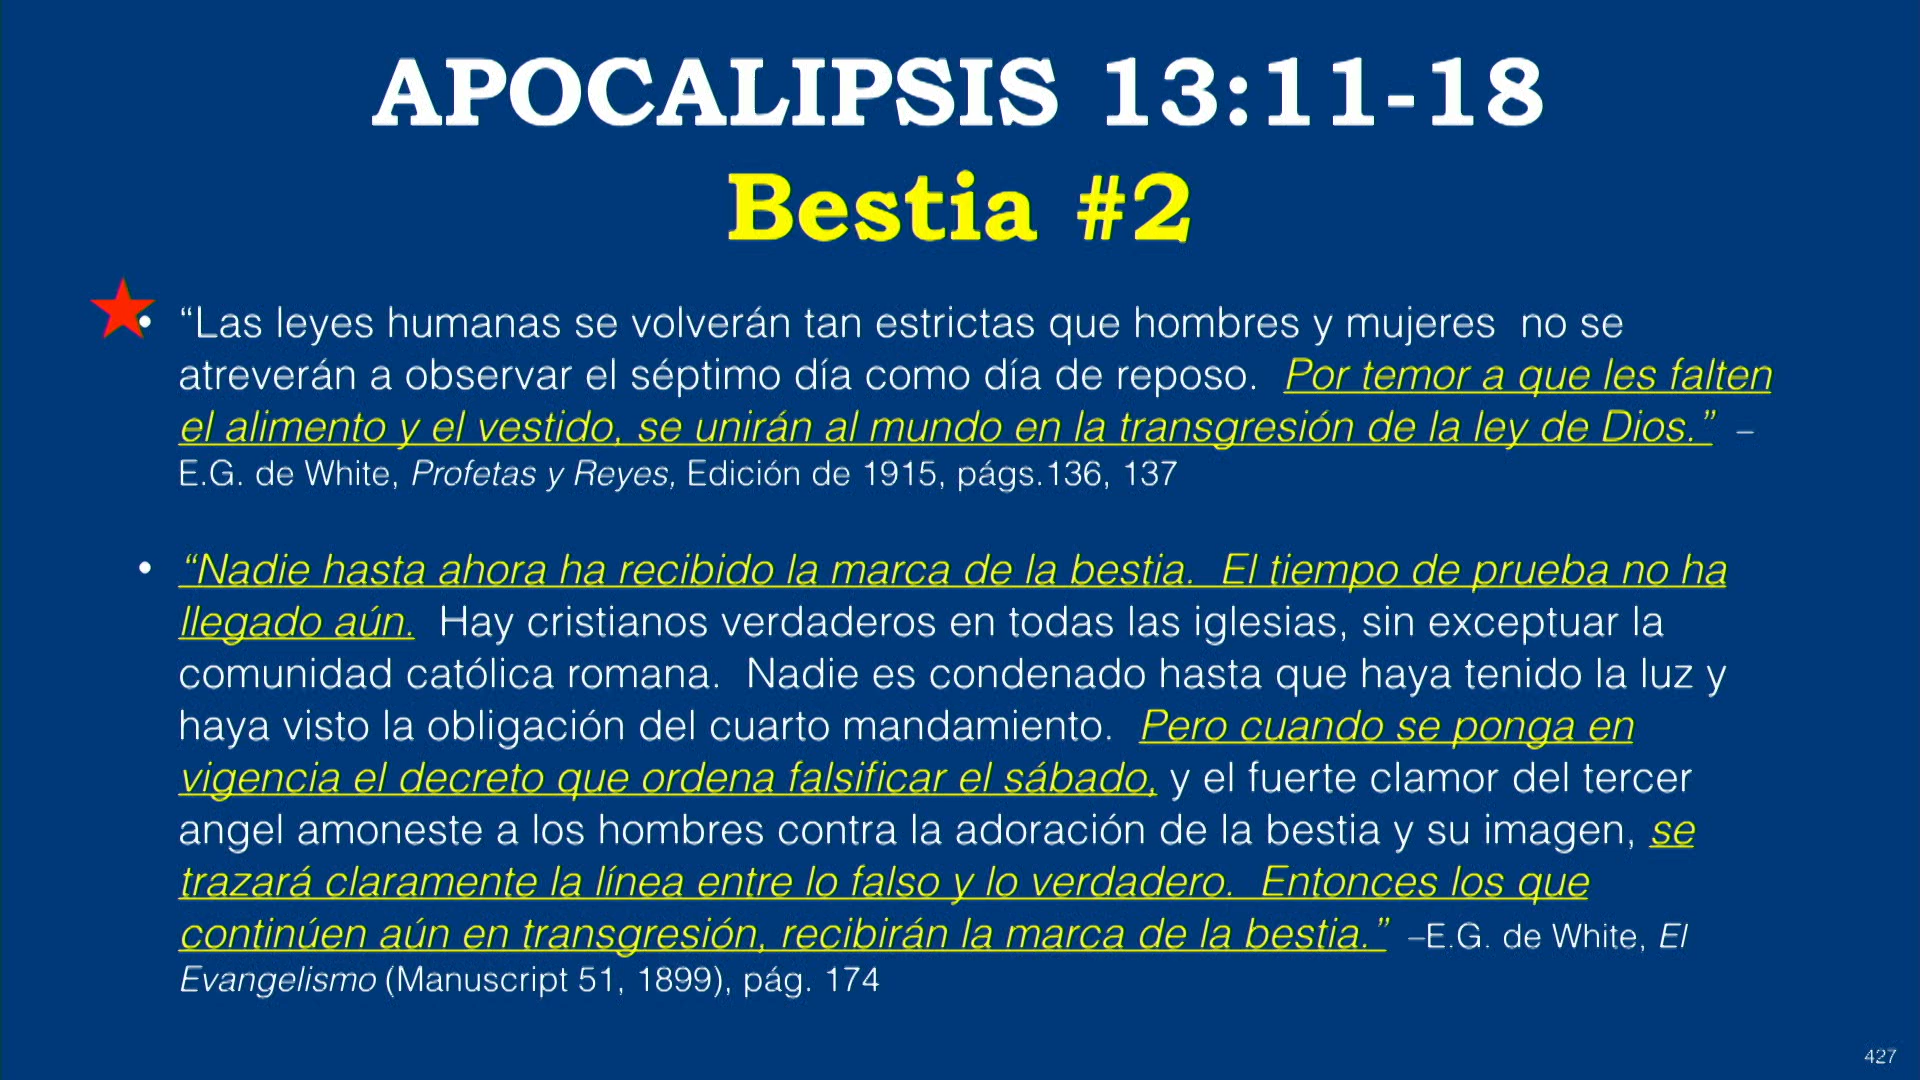 APOCALIPSIS 13:11-18
Bestia #2
• “Las leyes humanas se volverán tan estrictas que hombres y mujeres  no se
atreverán a observar el séptimo día como día de reposo.  Por temor a que les falten
el alimento y el vestido, se unirán al mundo en la transgresión de la ley de Dios.”  –
E.G. de White, Profetas y Reyes, Edición de 1915, págs.136, 137
• “Nadie hasta ahora ha recibido la marca de la bestia.  El tiempo de prueba no ha
llegado aún.  Hay cristianos verdaderos en todas las iglesias, sin exceptuar la
comunidad católica romana.  Nadie es condenado hasta que haya tenido la luz y
haya visto la obligación del cuarto mandamiento.  Pero cuando se ponga en
vigencia el decreto que ordena falsificar el sábado, y el fuerte clamor del tercer
angel amoneste a los hombres contra la adoración de la bestia y su imagen, se
trazará claramente la línea entre lo falso y lo verdadero.  Entonces los que
continúen aún en transgresión, recibirán la marca de la bestia.”  –E.G. de White, El
Evangelismo (Manuscript 51, 1899), pág. 174
427